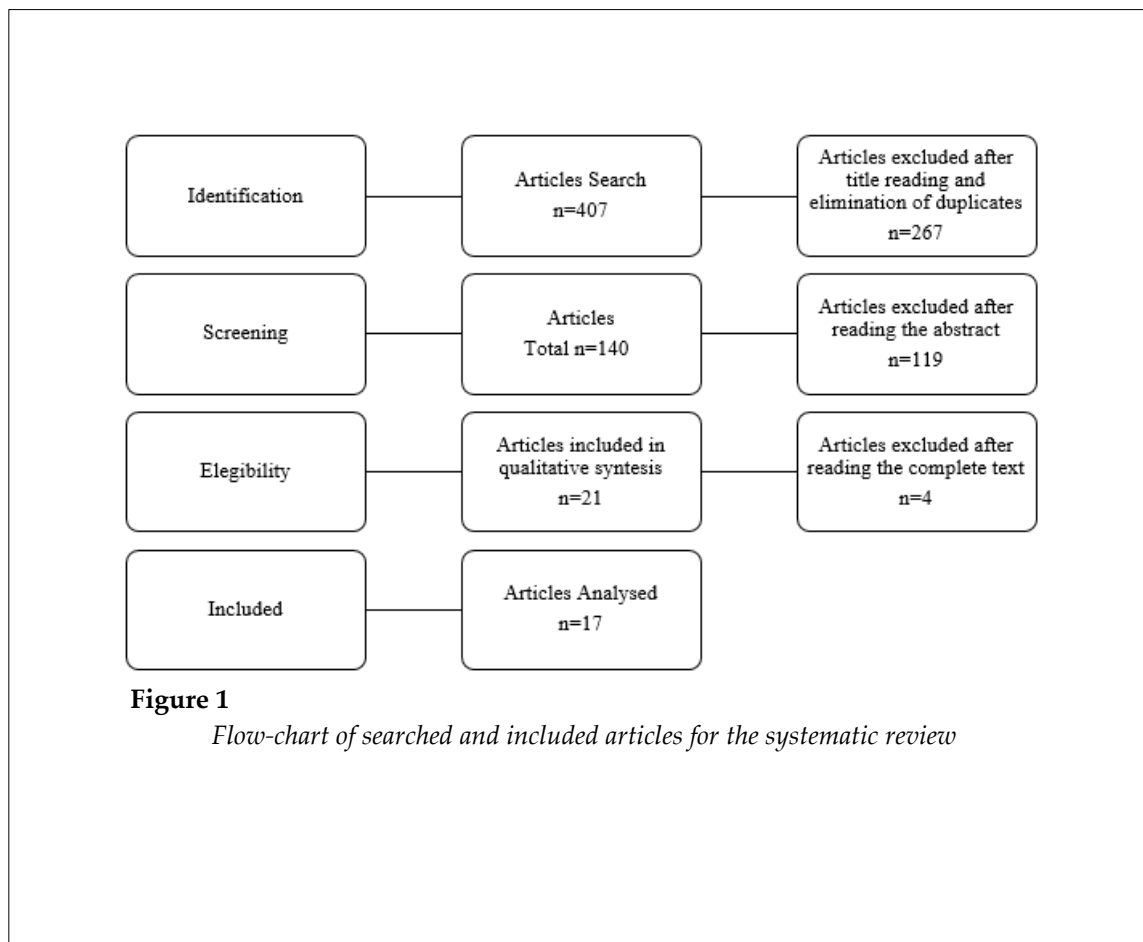 Identification
Articles Search
n=407
Articles excluded after
title reading and
elimination of duplicates
n=267
Screening
Articles
Total n=140
Articles excluded after
reading the abstract
n=119
Elegibility
Articles included in
qualitative syntesis
n=21
Articles excluded after
reading the complete text
n=4
Included
Articles Analysed
n=17
Figure 1
Flow-chart of searched and included articles for the systematic review